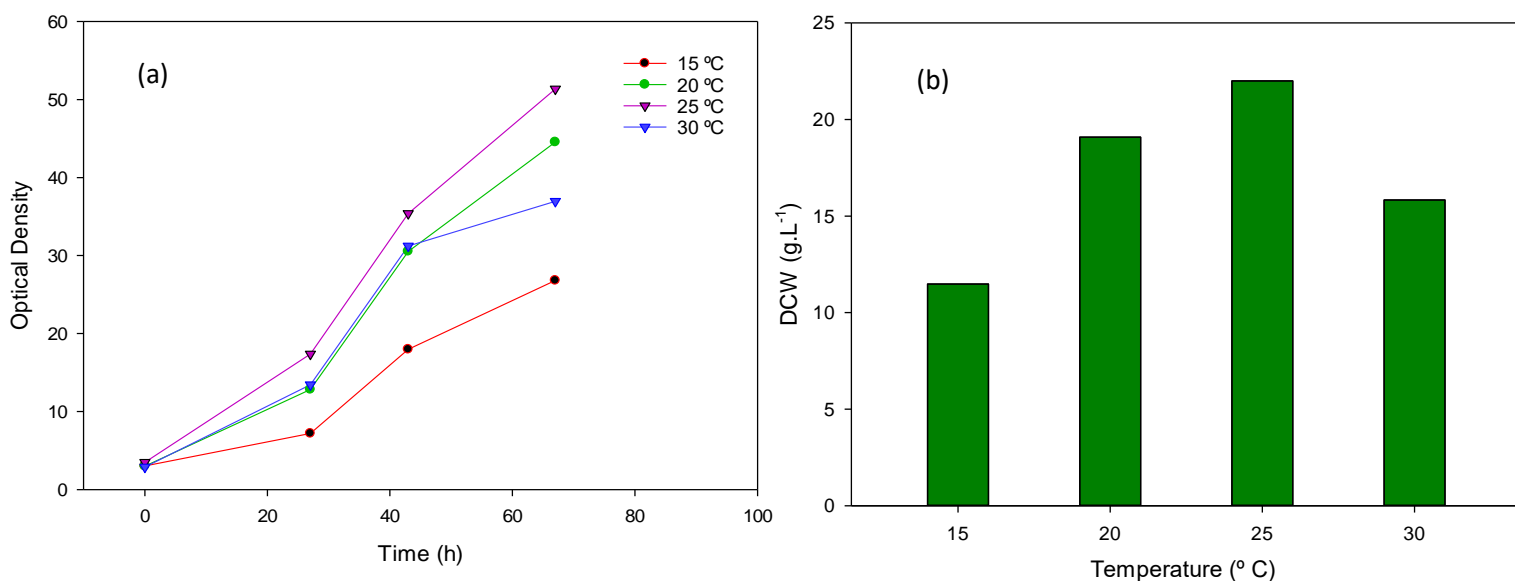 (a)
60
50
40
30
20
10
0
Optical Density
15 ºC
20 ºC
25 ºC
30 ºC
0 20 40 60 80 100
Time (h)
(b)
25
20
15
10
5
0
DCW (g.L⁻¹)
15 20 25 30
Temperature (º C)